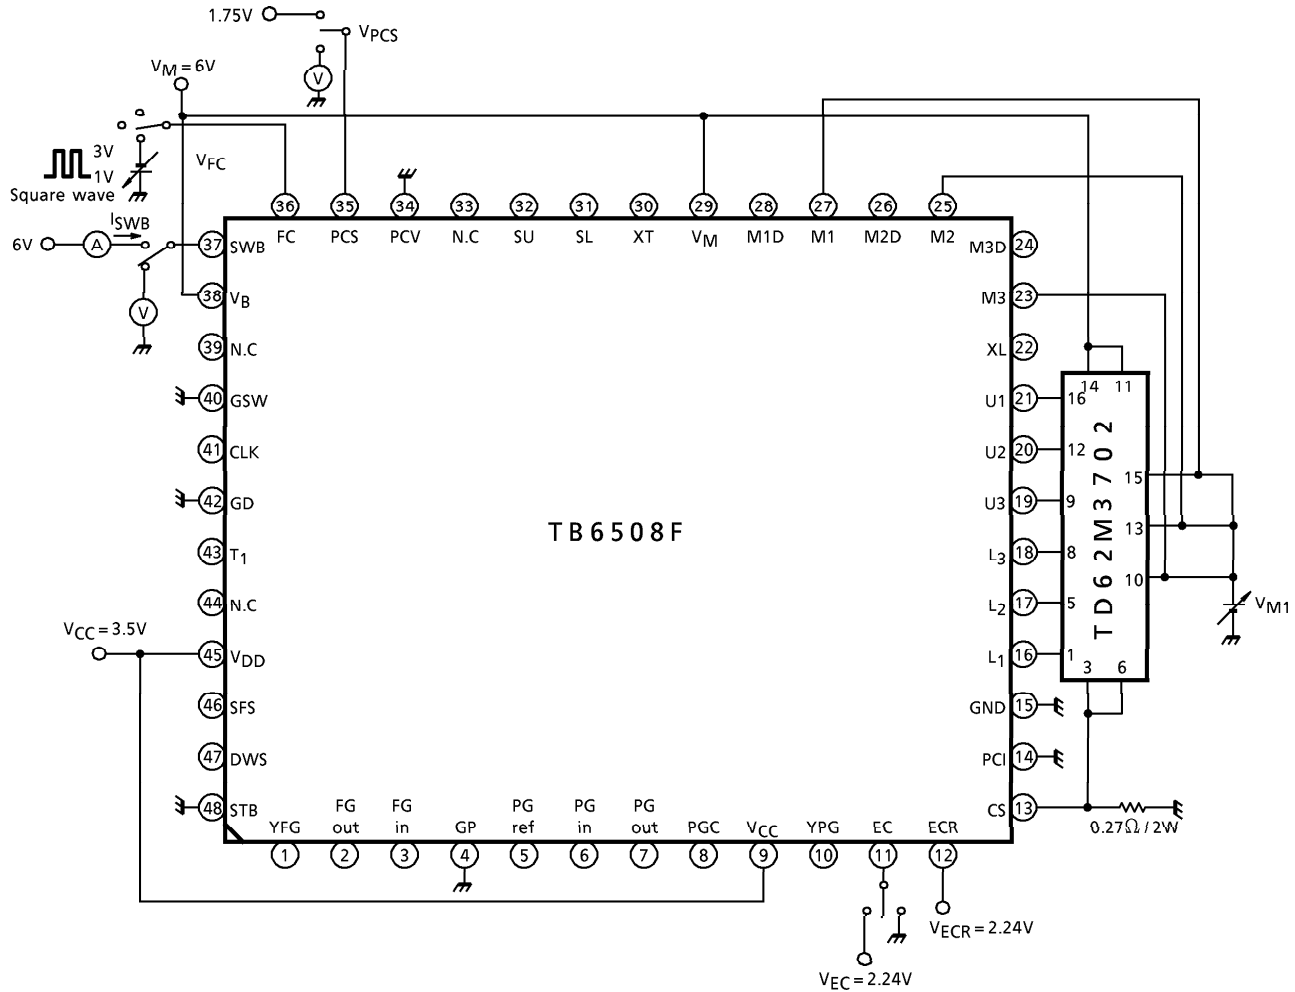 1.75V
VPCS
V
VM = 6V
3V
1V
Square wave
VFC
ISWB
6V
A
V
36 35 34 33 32 31 30 29 28 27 26 25
FC PCS PCV N.C SU SL XT VM M1D M1 M2D M2
37 SWB
38 VB
39 N.C
40 GSW
41 CLK
42 GD
43 T1
44 N.C
VCC = 3.5V
45 VDD
46 SFS
47 DWS
48 STB
TB6508F
M3D 24
M3 23
XL 22
U1 21
U2 20
U3 19
L3 18
L2 17
L1 16
GND 15
PCI 14
CS 13
14 11
16
12
9
8
5
1
3 6
15
13
10
TD62M3702
VM1
0.27Ω / 2W
YFG
FG out
FG in
GP
PG ref
PG in
PG out
PGC
VCC
YPG
EC
ECR
1 2 3 4 5 6 7 8 9 10 11 12
VECR = 2.24V
VEC = 2.24V